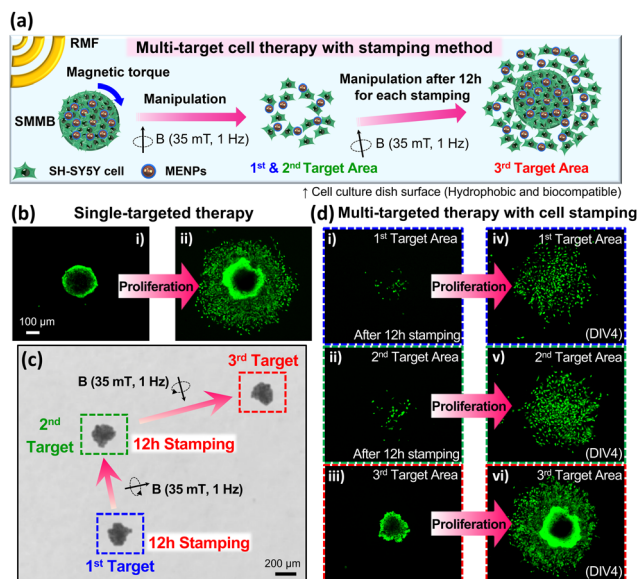 (a)
RMF
Multi-target cell therapy with stamping method
Magnetic torque
SMMB
Manipulation
B (35 mT, 1 Hz)
Manipulation after 12h
for each stamping
B (35 mT, 1 Hz)
SH-SY5Y cell
MENPs
1st & 2nd Target Area
3rd Target Area
↑ Cell culture dish surface (Hydrophobic and biocompatible)
(b) Single-targeted therapy
i)
ii)
Proliferation
100 µm
(c)
3rd Target
B (35 mT, 1 Hz)
2nd
Target
12h Stamping
B (35 mT, 1 Hz)
12h Stamping
1st Target
200 µm
(d) Multi-targeted therapy with cell stamping
i) 1st Target Area
After 12h stamping
Proliferation
iv) 1st Target Area
(DIV4)
ii) 2nd Target Area
After 12h stamping
Proliferation
v) 2nd Target Area
(DIV4)
iii) 3rd Target Area
Proliferation
vi) 3rd Target Area
(DIV4)